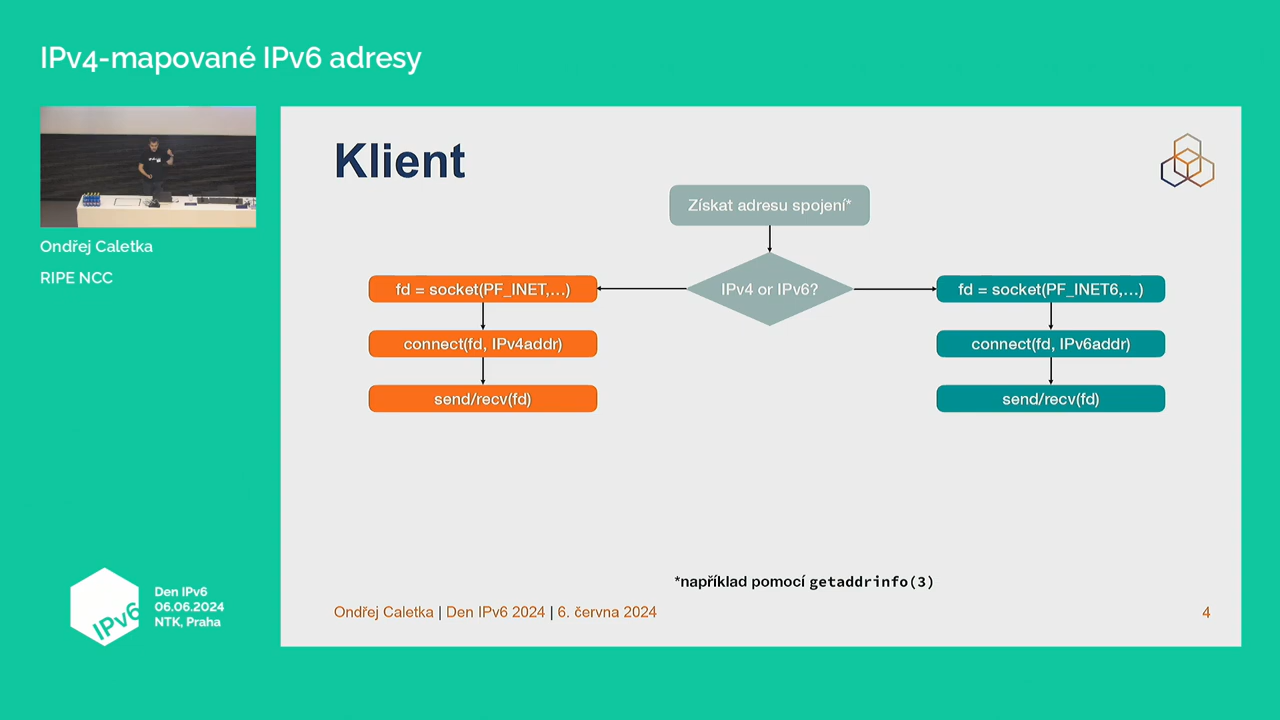 IPv4-mapované IPv6 adresy
Ondřej Caletka
RIPE NCC
Klient
Získat adresu spojení*
IPv4 or IPv6?
fd = socket(PF_INET,…)
connect(fd, IPv4addr)
send/recv(fd)
fd = socket(PF_INET6,…)
connect(fd, IPv6addr)
send/recv(fd)
*například pomocí getaddrinfo(3)
Ondřej Caletka | Den IPv6 2024 | 6. června 2024
4
IPv6
Den IPv6
06.06.2024
NTK, Praha